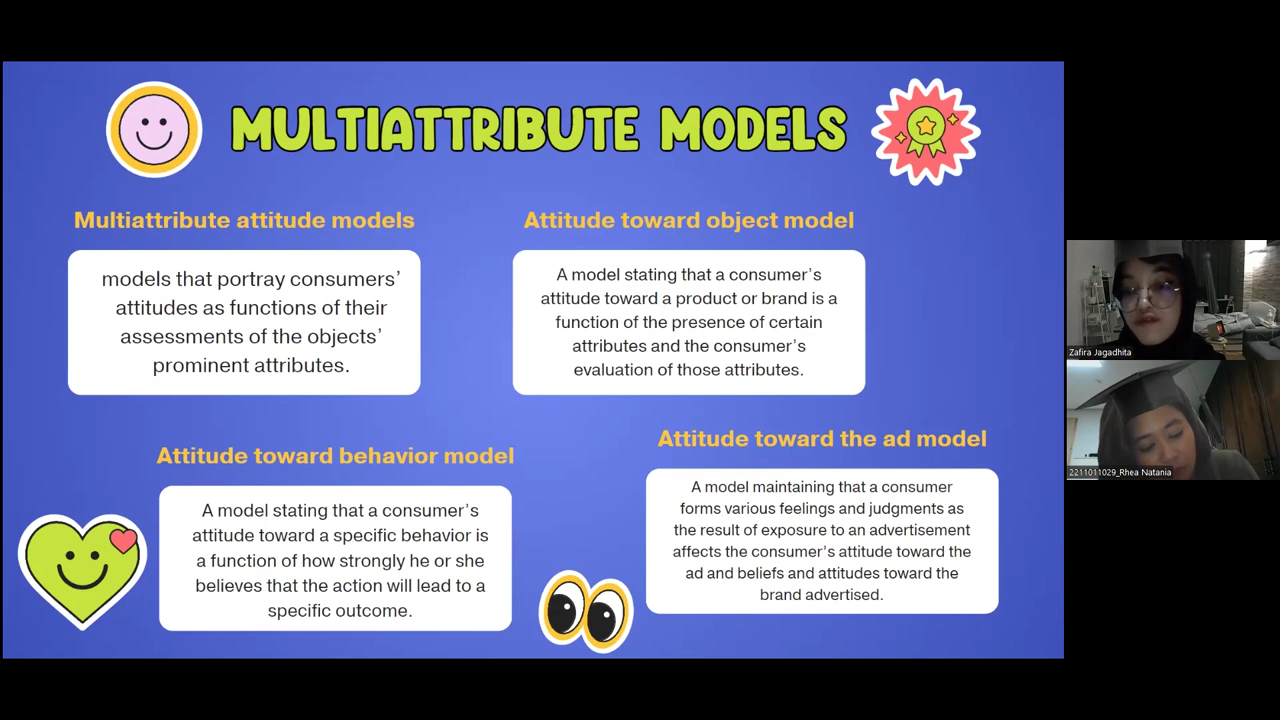 MULTIATTRIBUTE MODELS
Multiattribute attitude models
models that portray consumers’
attitudes as functions of their
assessments of the objects’
prominent attributes.
Attitude toward object model
A model stating that a consumer’s
attitude toward a product or brand is a
function of the presence of certain
attributes and the consumer’s
evaluation of those attributes.
Attitude toward behavior model
A model stating that a consumer’s
attitude toward a specific behavior is
a function of how strongly he or she
believes that the action will lead to a
specific outcome.
Attitude toward the ad model
A model maintaining that a consumer
forms various feelings and judgments as
the result of exposure to an advertisement
affects the consumer’s attitude toward the
ad and beliefs and attitudes toward the
brand advertised.
Zafira Jagadhita
2211011029_Rhea Natania